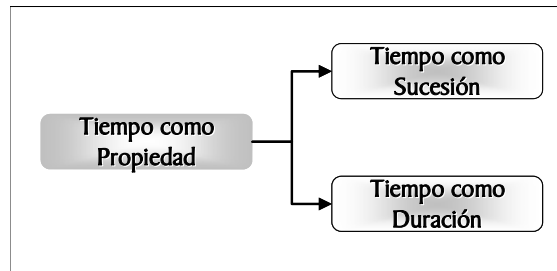 Tiempo como
Sucesión
Tiempo como
Propiedad
Tiempo como
Duración